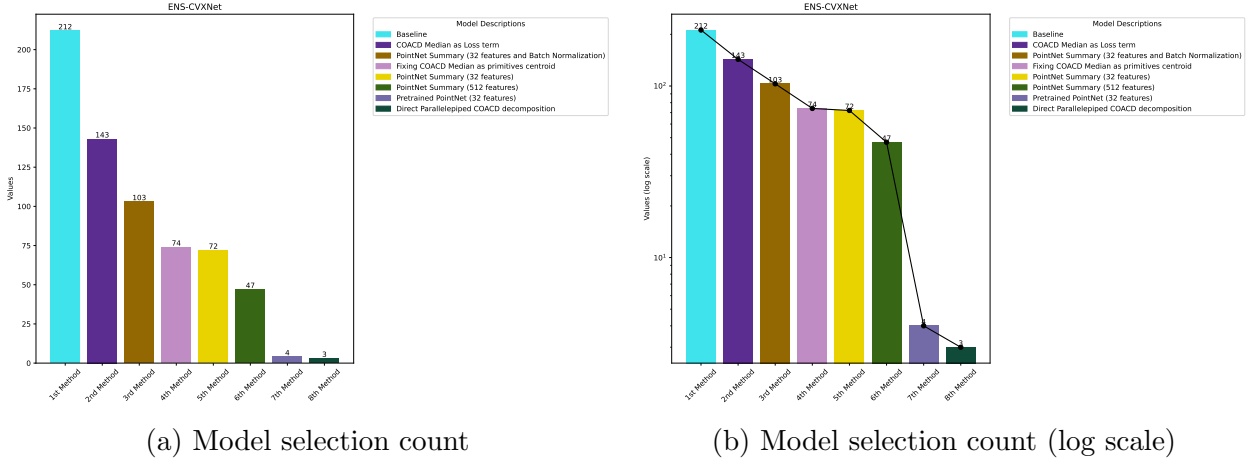 ENS-CVXNet
Values
200
175
150
125
100
75
50
25
0
212
143
103
74
72
47
4
3
1st Method
2nd Method
3rd Method
4th Method
5th Method
6th Method
7th Method
8th Method
Model Descriptions
Baseline
COACD Median as Loss term
PointNet Summary (32 features and Batch Normalization)
Fixing COACD Median as primitives centroid
PointNet Summary (32 features)
PointNet Summary (512 features)
Pretrained PointNet (32 features)
Direct Parallelepiped COACD decomposition
(a) Model selection count
ENS-CVXNet
Values (log scale)
10²
10¹
212
143
103
74
72
47
4
3
1st Method
2nd Method
3rd Method
4th Method
5th Method
6th Method
7th Method
8th Method
Model Descriptions
Baseline
COACD Median as Loss term
PointNet Summary (32 features and Batch Normalization)
Fixing COACD Median as primitives centroid
PointNet Summary (32 features)
PointNet Summary (512 features)
Pretrained PointNet (32 features)
Direct Parallelepiped COACD decomposition
(b) Model selection count (log scale)